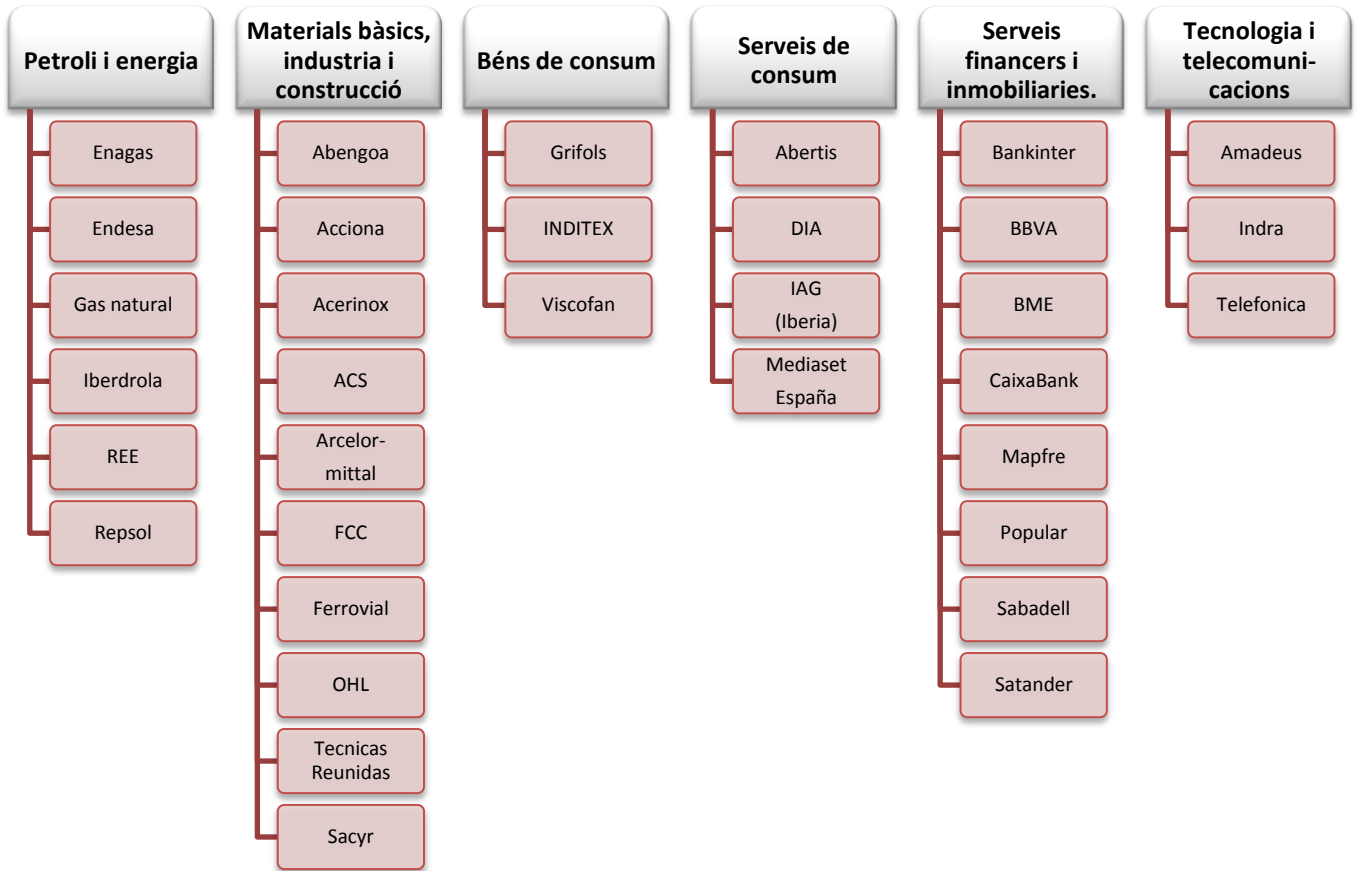 Petroli i energia
Enagas
Endesa
Gas natural
Iberdrola
REE
Repsol
Materials bàsics,
industria i
construcció
Abengoa
Acciona
Acerinox
ACS
Arcelor-
mittal
FCC
Ferrovial
OHL
Tecnicas
Reunidas
Sacyr
Béns de consum
Grifols
INDITEX
Viscofan
Serveis de
consum
Abertis
DIA
IAG
(Iberia)
Mediaset
España
Serveis
financers i
inmobiliaries.
Bankinter
BBVA
BME
CaixaBank
Mapfre
Popular
Sabadell
Satander
Tecnologia i
telecomuni-
cacions
Amadeus
Indra
Telefonica